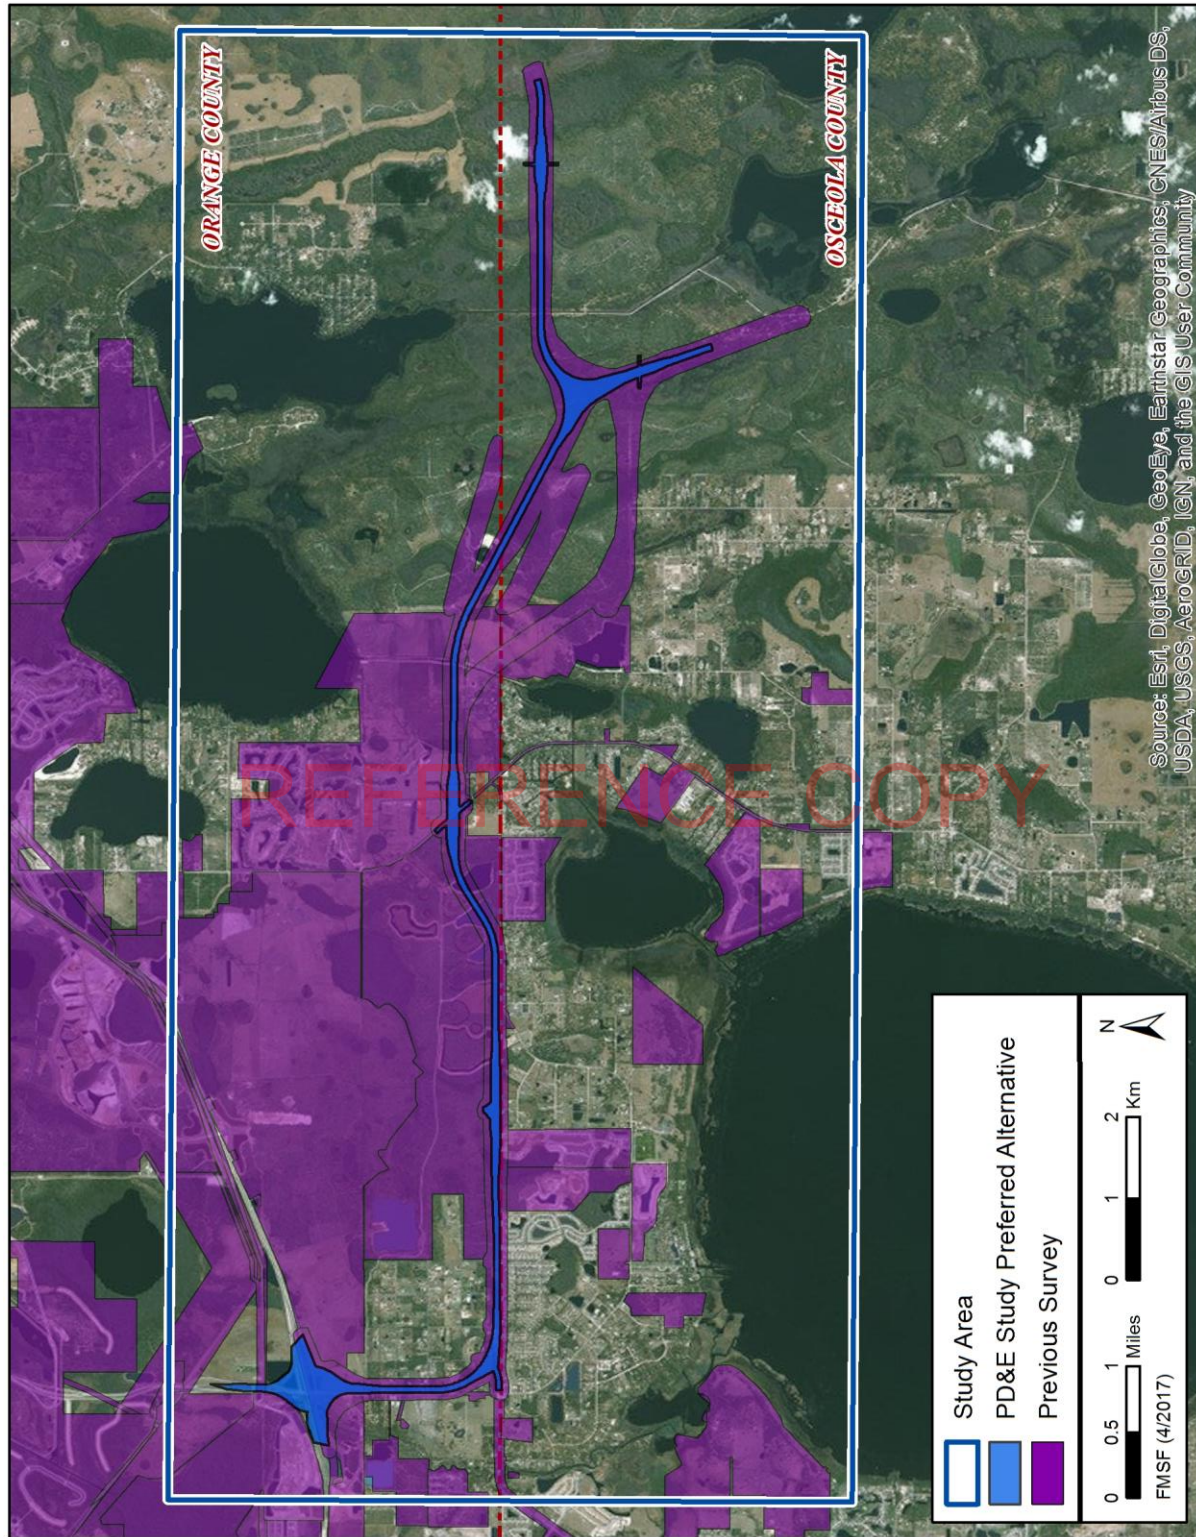 ORANGE COUNTY
OSCEOLA COUNTY
REFERENCE COPY
Study Area
PD&E Study Preferred Alternative
Previous Survey
0 0.5 1 Miles
0 1 2 Km
N
FMSF (4/2017)
Source: Esri, DigitalGlobe, GeoEye, Earthstar Geographics, CNES/Airbus DS,
USDA, USGS, AeroGRID, IGN, and the GIS User Community